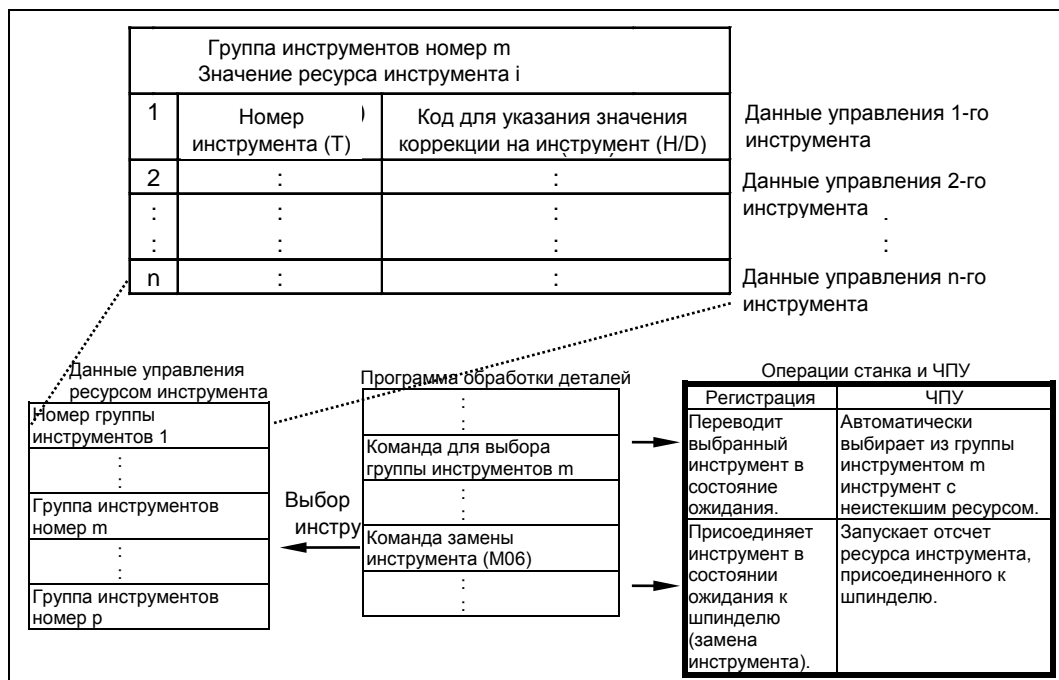 Группа инструментов номер m
Значение ресурса инструмента i
1
Номер
инструмента (T)
Код для указания значения
коррекции на инструмент (H/D)
Данные управления 1-го
инструмента
2 : :
Данные управления 2-го
инструмента
: : : .
: : : :
n : :
Данные управления n-го
инструмента
Данные управления
ресурсом инструмента
Номер группы
инструментов 1
:
:
Группа инструментов
номер m
:
:
Группа инструментов
номер p
Выбор
инстру
Программа обработки деталей
:
:
Команда для выбора
группы инструментов m
:
:
Команда замены
инструмента (M06)
:
:
Операции станка и ЧПУ
Регистрация
ЧПУ
Переводит
выбранный
инструмент в
состояние
ожидания.
Автоматически
выбирает из группы
инструментом m
инструмент с
неистекшим ресурсом.
Присоединяет
инструмент в
состоянии
ожидания к
шпинделю
(замена
инструмента).
Запускает отсчет
ресурса инструмента,
присоединенного к
шпинделю.